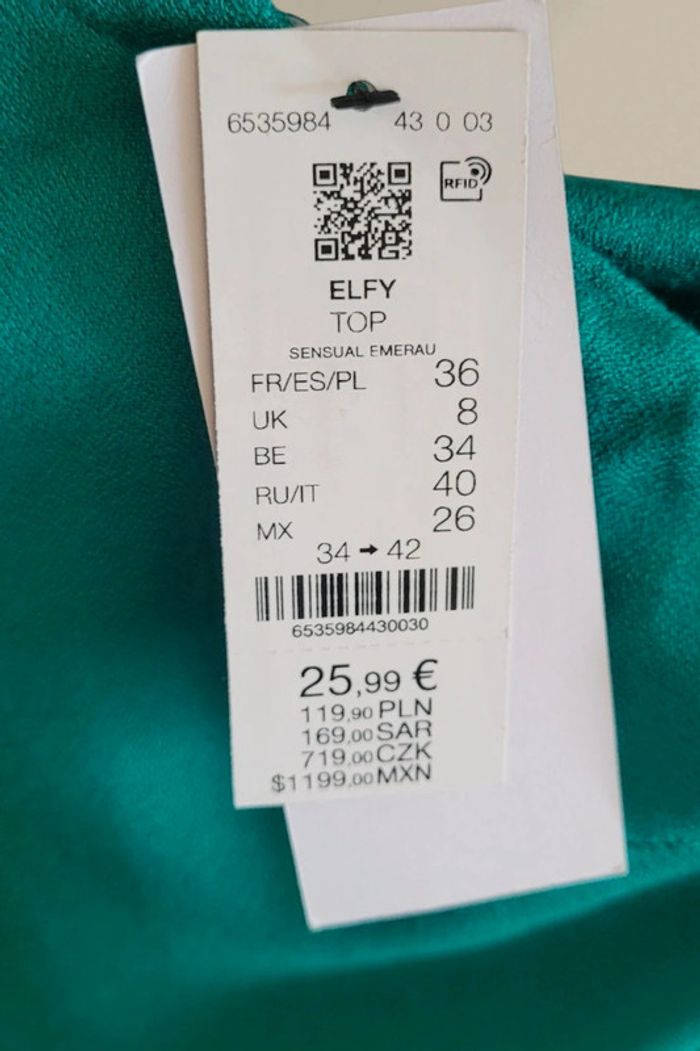 6535984 43 0 03
RFID
ELFY
TOP
SENSUAL EMERAU
FR/ES/PL 36
UK 8
BE 34
RU/IT 40
MX 26
34 → 42
6535984430030
25,99 €
119,90 PLN
169,00 SAR
719,00 CZK
$1199,00 MXN